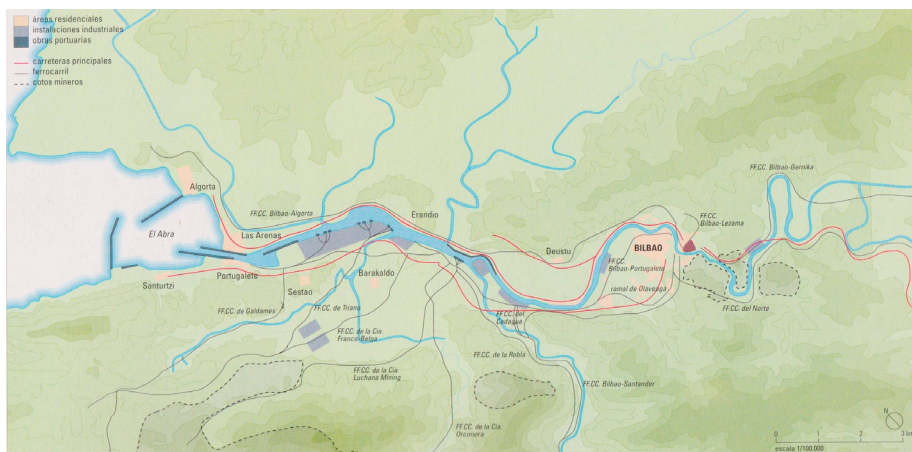 áreas residenciales
instalaciones industriales
obras portuarias
carreteras principales
ferrocarril
cotos mineros
Algorta
FF.CC. Bilbao-Algorta
Erandio
El Abra
Las Arenas
Deustu
BILBAO
FF.CC.
Bilbao-Lezama
FF.CC. Bilbao-Gernika
FF.CC.
Bilbao-Portugalete
ramal de Olaveaga
FF.CC. del Norte
Santurtzi
Portugalete
Sestao
Barakaldo
FF.CC. de Galdames
FF.CC. de Triano
FF.CC. de la Cia.
Franco-Belga
FF.CC. de la Cia.
Luchana Mining
FF.CC. del
Cadagua
FF.CC. de la Robla
FF.CC. Bilbao-Santander
FF.CC. de la Cia.
Orconera
N
0 1 2 3 km
escala 1/100.000